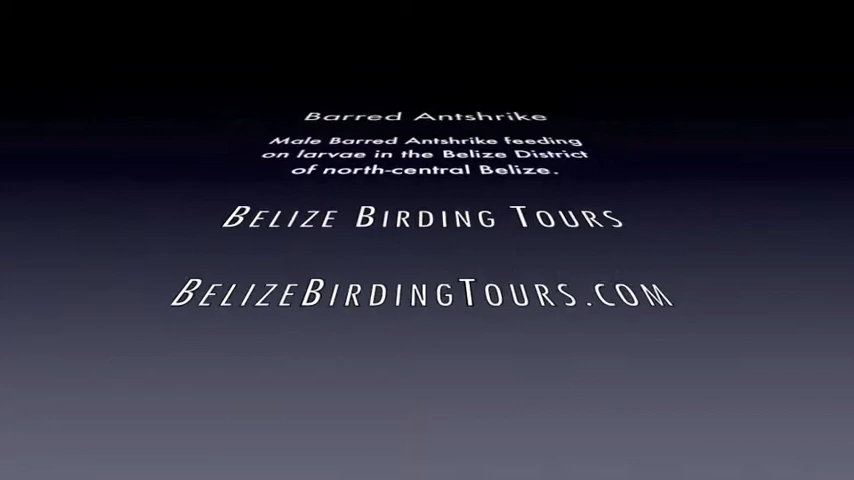 Barred Antshrike
Male Barred Antshrike feeding
on larvae in the Belize District
of north-central Belize.
BELIZE BIRDING TOURS
BELIZEBIRDINGTOURS.COM